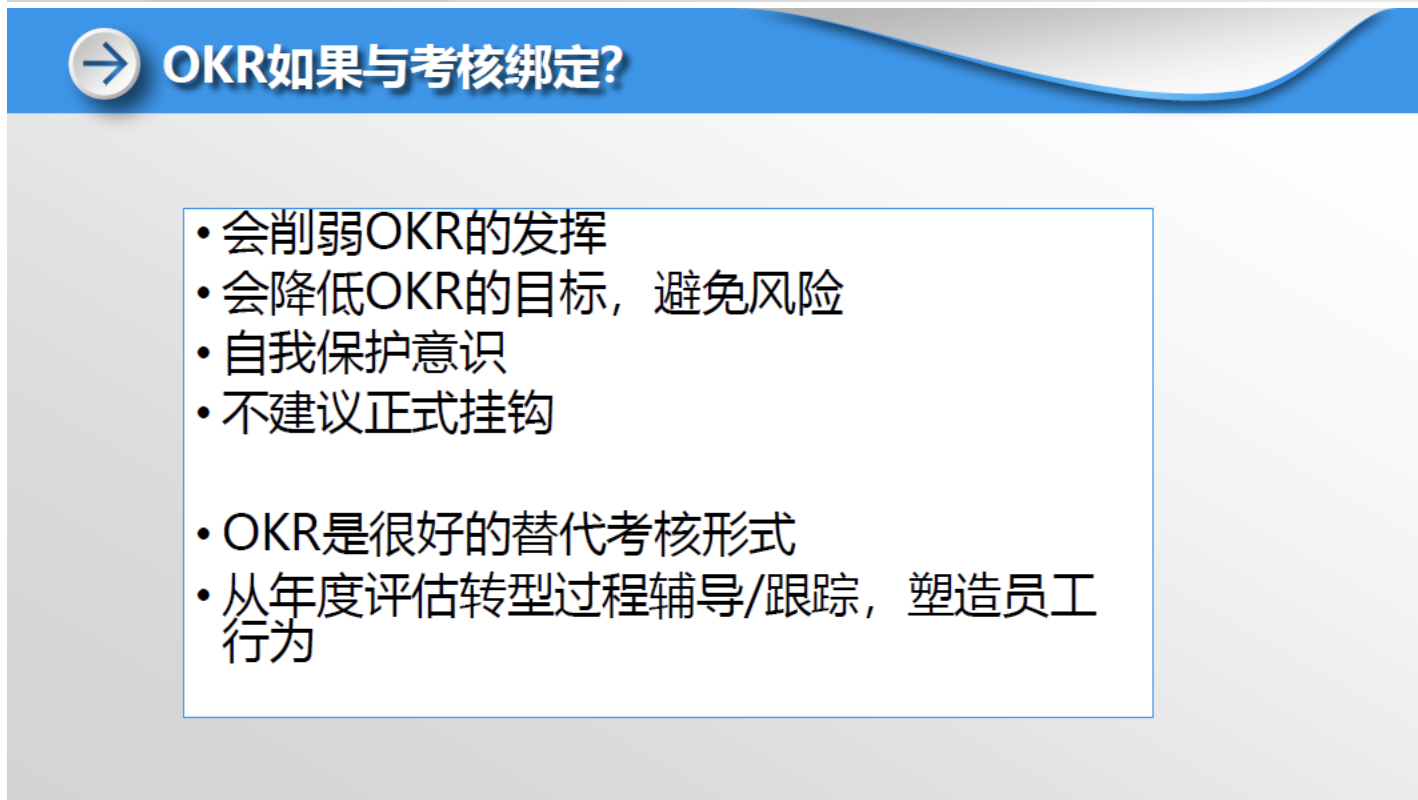 OKR如果与考核绑定？
• 会削弱OKR的发挥
• 会降低OKR的目标，避免风险
• 自我保护意识
• 不建议正式挂钩
• OKR是很好的替代考核形式
• 从年度评估转型过程辅导/跟踪，塑造员工
行为